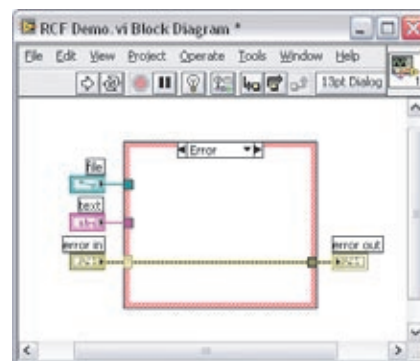 RCF Demo.vi Block Diagram *
File Edit View Project Operate Tools Window Help
13pt Dialog
Error
file
text
abc
error in
error out